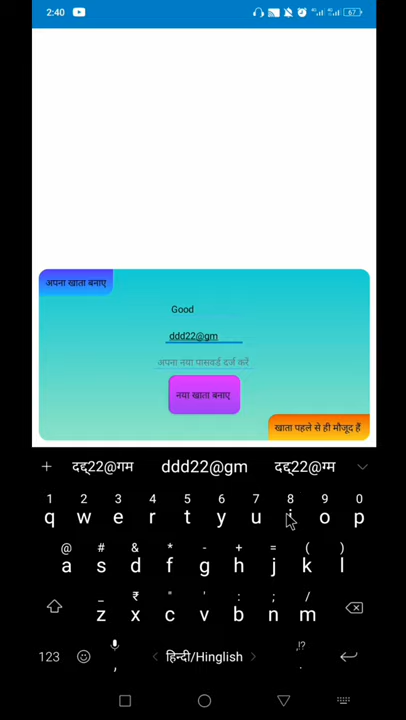 2:40 67
अपना खाता बनाए
Good
ddd22@gm
अपना नया पासवर्ड दर्ज करें
नया खाता बनाए
खाता पहले से ही मौजूद हैं
+ दद्द्22@गम ddd22@gm दद्द्22@ग्म
1 2 3 4 5 6 7 8 9 0
q w e r t y u i o p
@ # & * - + = ( )
a s d f g h j k l
_ ₹ " ' : ; /
z x c v b n m
123 , हिन्दी/Hinglish ,!? .